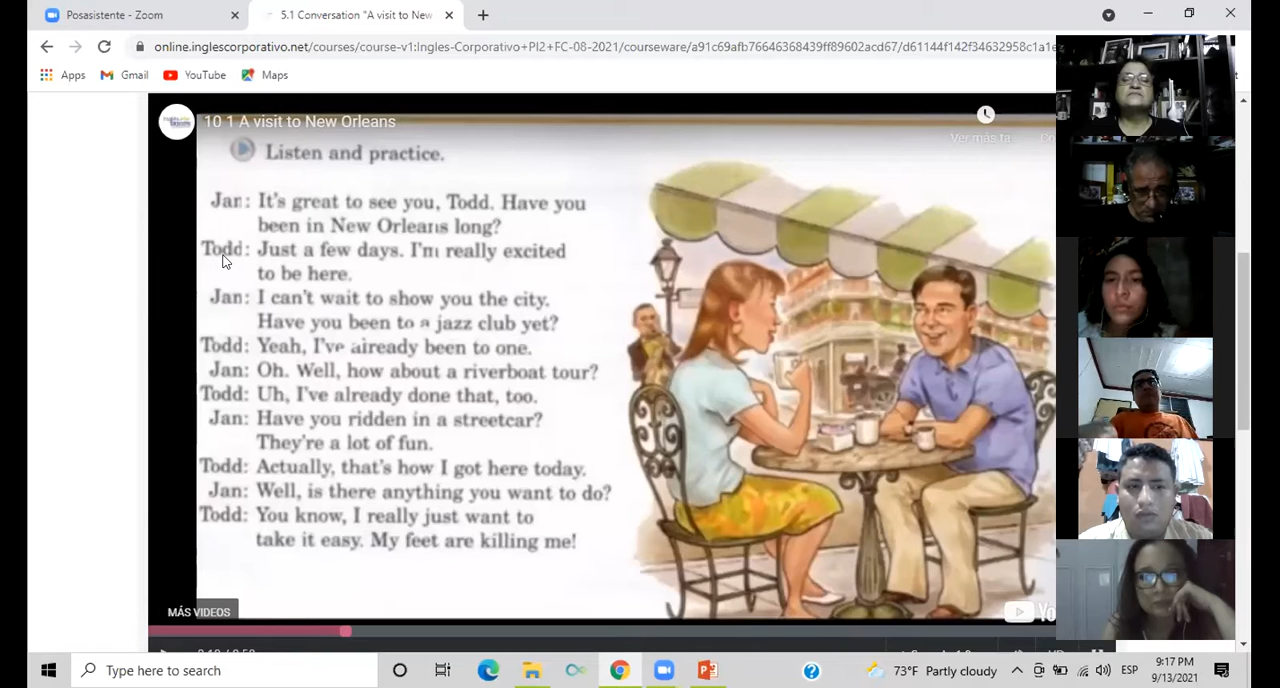 Posasistente - Zoom
5.1 Conversation "A visit to New
online.inglescorporativo.net/courses/course-v1:Ingles-Corporativo+PI2+FC-08-2021/courseware/a91c69afb76646368439ff89602acd67/d61144f142f34632958c1a1e
Apps
Gmail
YouTube
Maps
10 1 A visit to New Orleans
Ver más ta
Listen and practice.
Jan: It's great to see you, Todd. Have you
been in New Orleans long?
Todd: Just a few days. I'm really excited
to be here.
Jan: I can't wait to show you the city.
Have you been to a jazz club yet?
Todd: Yeah, I've already been to one.
Jan: Oh. Well, how about a riverboat tour?
Todd: Uh, I've already done that, too.
Jan: Have you ridden in a streetcar?
They're a lot of fun.
Todd: Actually, that's how I got here today.
Jan: Well, is there anything you want to do?
Todd: You know, I really just want to
take it easy. My feet are killing me!
MÁS VIDEOS
Type here to search
73°F Partly cloudy
ESP
9:17 PM
9/13/2021